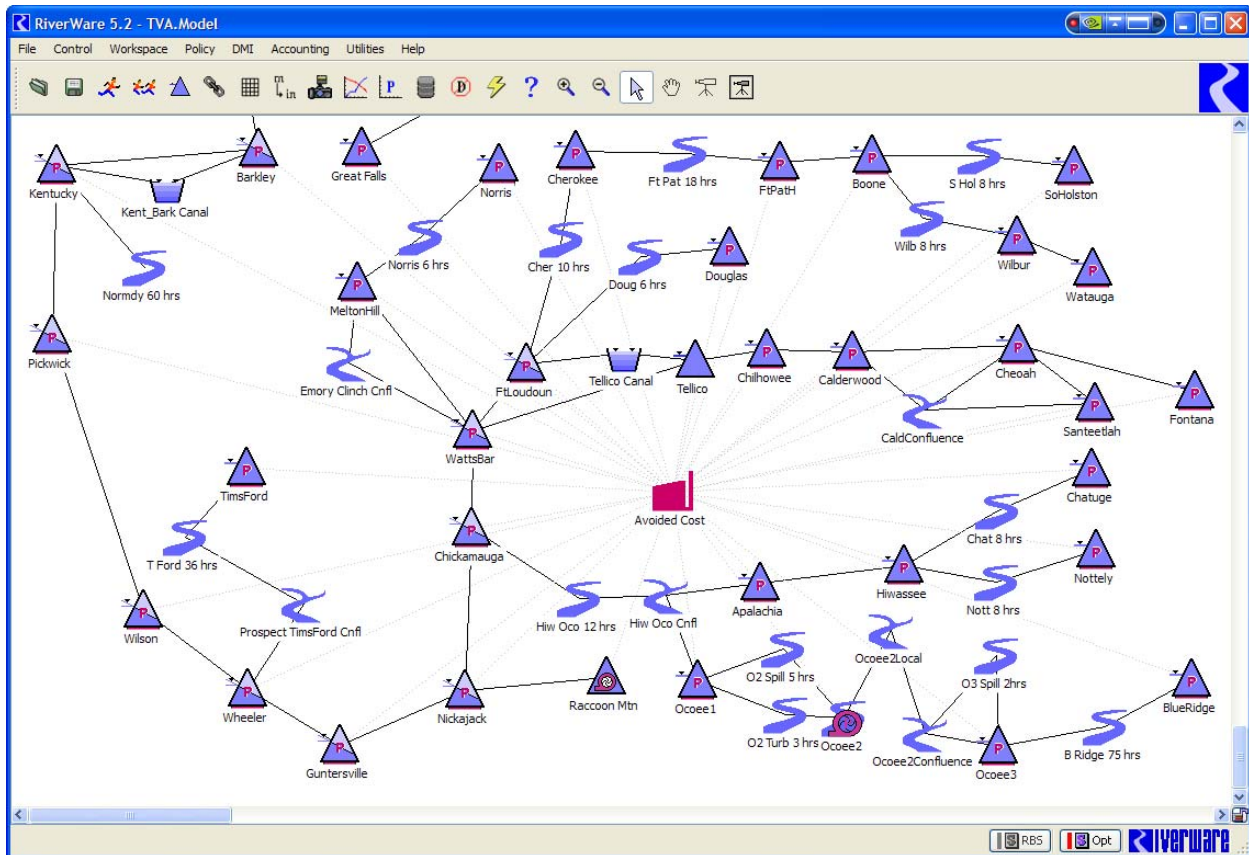 RiverWare 5.2 - TVA.Model
File Control Workspace Policy DMI Accounting Utilities Help
Kentucky
Barkley
Great Falls
Kent_Bark Canal
Norris
Cherokee
Ft Pat 18 hrs
FtPatH
Boone
S Hol 8 hrs
SoHolston
Normdy 60 hrs
Norris 6 hrs
Cher 10 hrs
Doug 6 hrs
Douglas
Wilb 8 hrs
Wilbur
Watauga
MeltonHill
Pickwick
Emory Clinch Cnfl
FtLoudoun
Tellico Canal
Tellico
Chilhowee
Calderwood
Cheoah
CaldConfluence
Santeetlah
Fontana
WattsBar
TimsFord
Avoided Cost
Chatuge
T Ford 36 hrs
Chickamauga
Chat 8 hrs
Nottely
Wilson
Prospect TimsFord Cnfl
Hiw Oco 12 hrs
Hiw Oco Cnfl
Apalachia
Hiwassee
Nott 8 hrs
Wheeler
Nickajack
Raccoon Mtn
Ocoee1
O2 Spill 5 hrs
Ocoee2Local
O3 Spill 2hrs
BlueRidge
Guntersville
O2 Turb 3 hrs
Ocoee2
Ocoee2Confluence
Ocoee3
B Ridge 75 hrs
RBS
Opt
Riverware